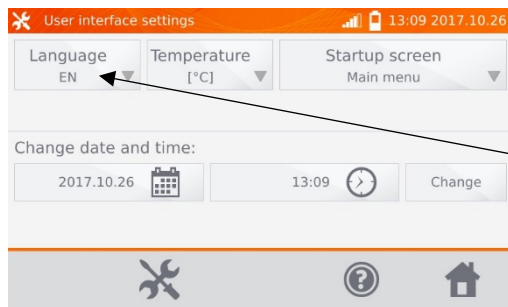 User interface settings
13:09 2017.10.26
Language
EN
Temperature
[°C]
Startup screen
Main menu
Change date and time:
2017.10.26
13:09
Change
?